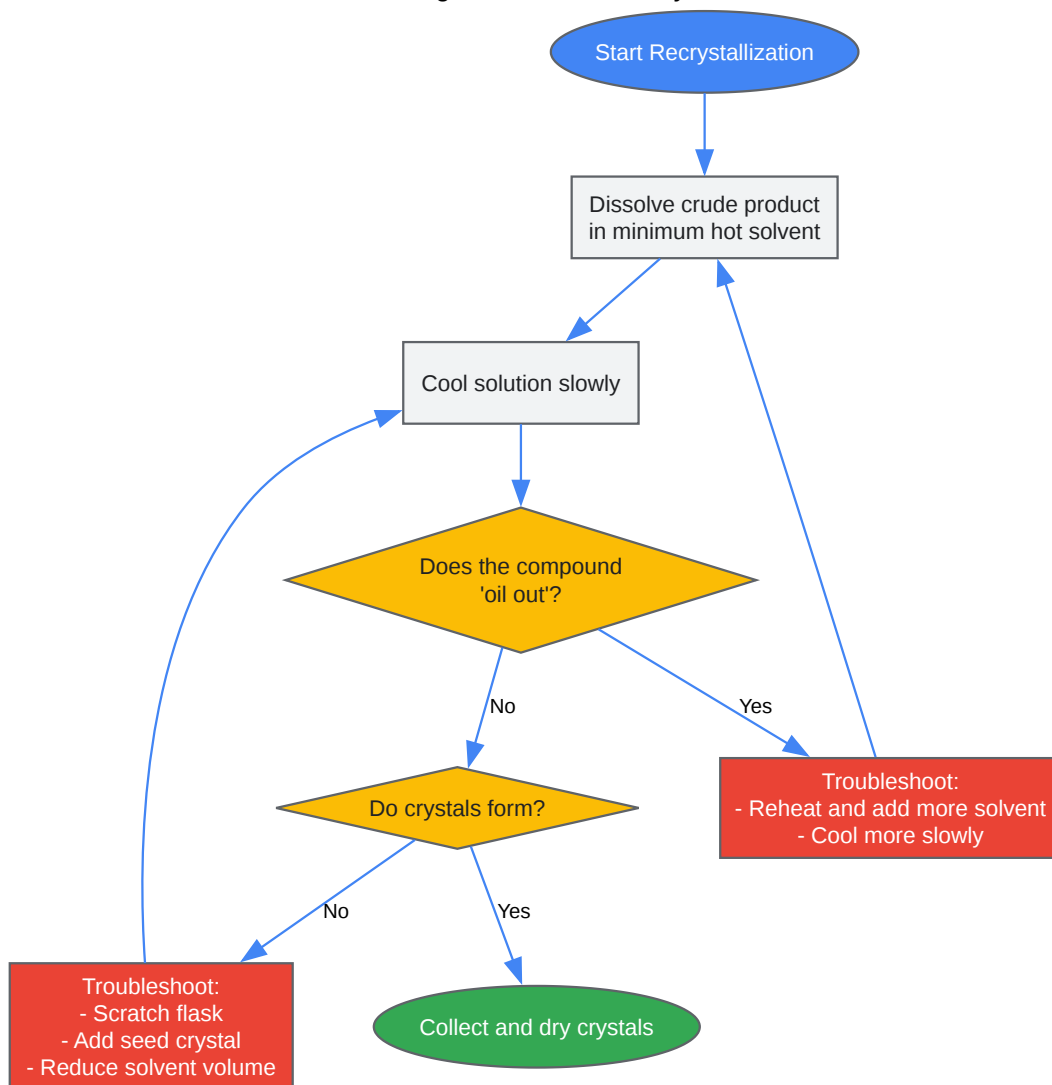 Start Recrystallization
Dissolve crude product
in minimum hot solvent
Cool solution slowly
Does the compound
'oil out'?
No
Yes
Do crystals form?
Troubleshoot:
- Reheat and add more solvent
- Cool more slowly
No
Yes
Troubleshoot:
- Scratch flask
- Add seed crystal
- Reduce solvent volume
Collect and dry crystals